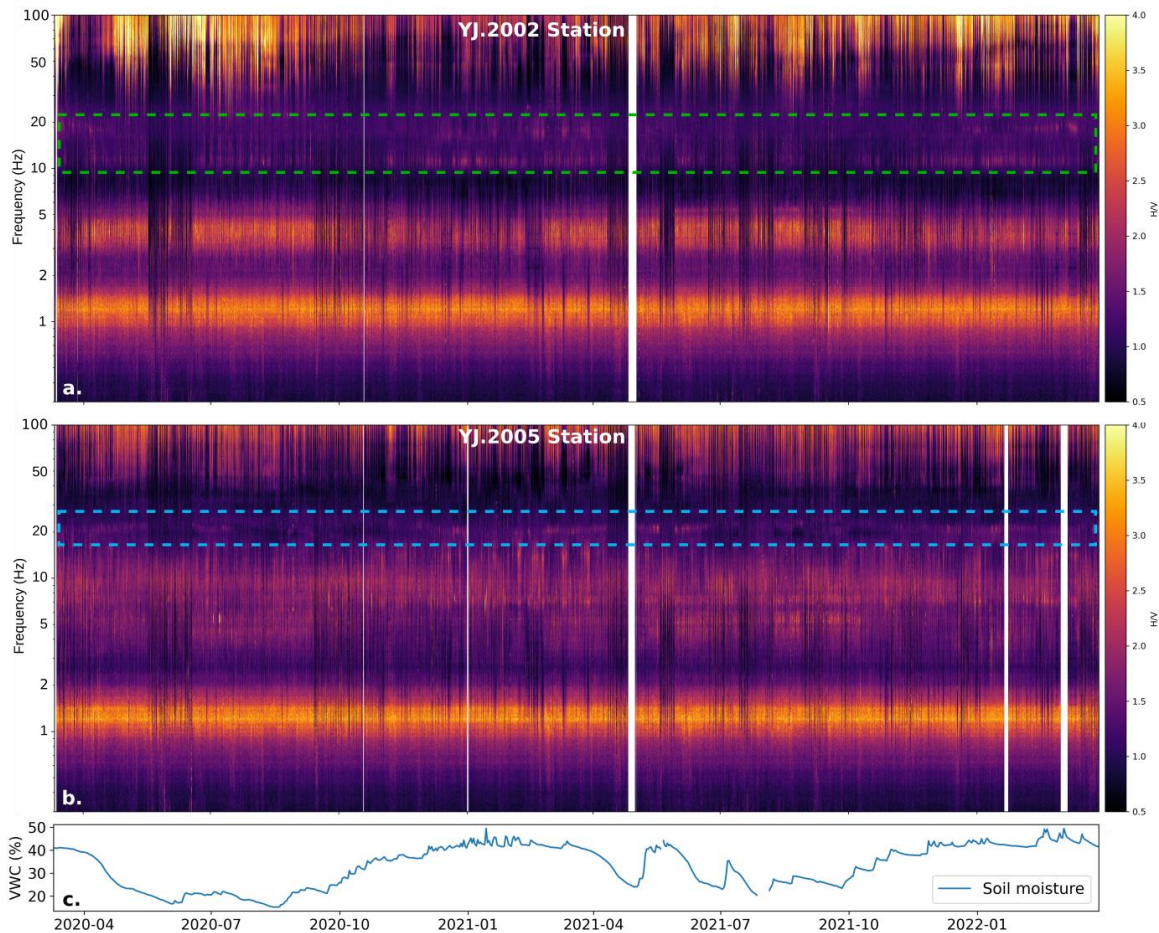 YJ.2002 Station
100
50
20
10
5
2
1
Frequency (Hz)
a.
4.0
3.5
3.0
2.5
2.0
1.5
1.0
0.5
H/V
YJ.2005 Station
100
50
20
10
5
2
1
Frequency (Hz)
b.
4.0
3.5
3.0
2.5
2.0
1.5
1.0
0.5
H/V
50
40
30
20
VWC (%)
c.
Soil moisture
2020-04 2020-07 2020-10 2021-01 2021-04 2021-07 2021-10 2022-01